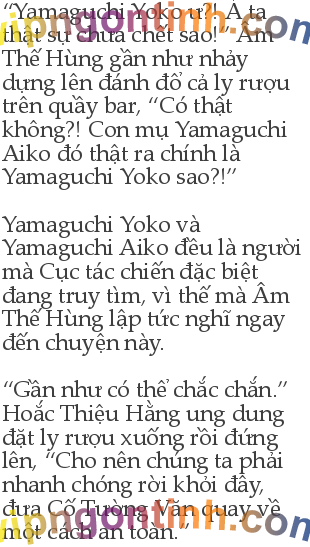 “Yamaguchi Yoko ư?! Ả ta
thật sự chưa chết sao!” Âm
Thế Hùng gần như nhảy
dựng lên đánh đổ cả ly rượu
trên quầy bar, “Có thật
không?! Con mụ Yamaguchi
Aiko đó thật ra chính là
Yamaguchi Yoko sao?!”
Yamaguchi Yoko và
Yamaguchi Aiko đều là người
mà Cục tác chiến đặc biệt
đang truy tìm, vì thế mà Âm
Thế Hùng lập tức nghĩ ngay
đến chuyện này.
“Gần như có thể chắc chắn.”
Hoắc Thiệu Hằng ung dung
đặt ly rượu xuống rồi đứng
lên, “Cho nên chúng ta phải
nhanh chóng rời khỏi đây,
đưa Cố Tường Văn quay về
một cách an toàn.”
vipngontinh.com
vipngontinh.com